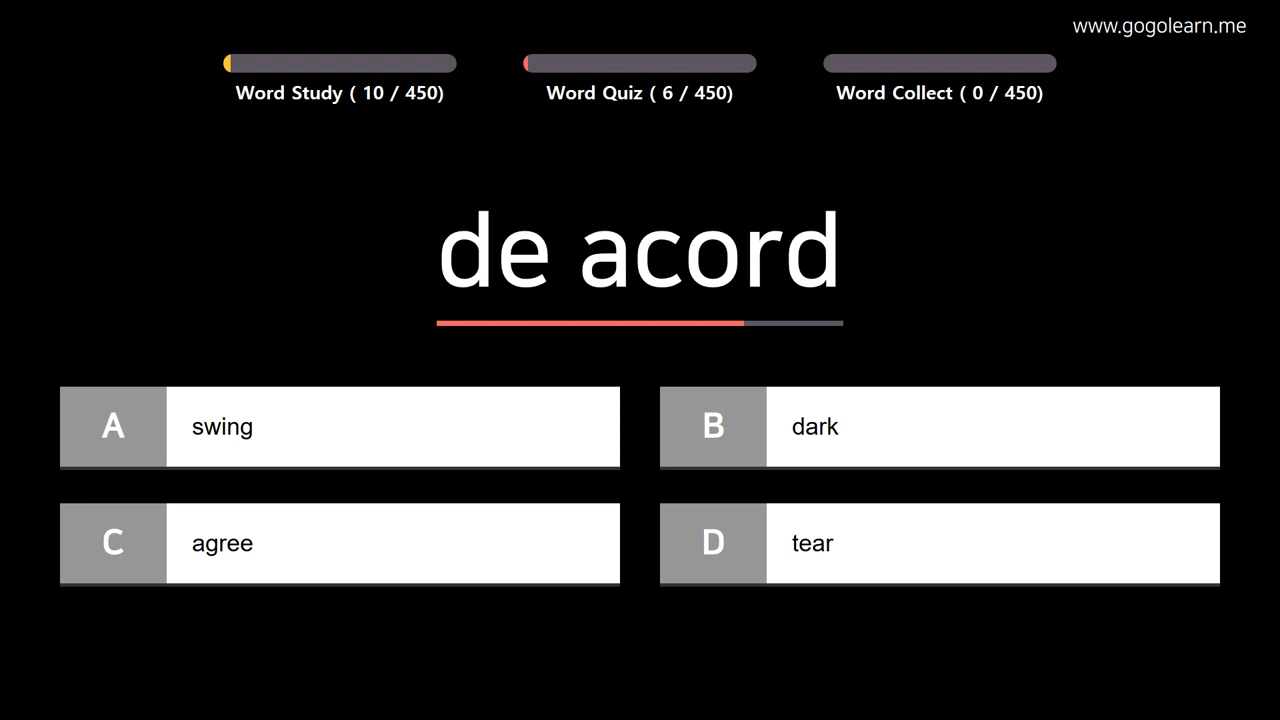 www.gogolearn.me
Word Study ( 10 / 450)
Word Quiz ( 6 / 450)
Word Collect ( 0 / 450)
de acord
A swing
B dark
C agree
D tear